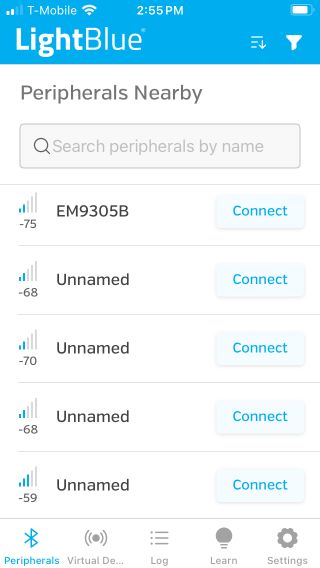 T-Mobile 2:55 PM
LightBlue®
Peripherals Nearby
Search peripherals by name
EM9305B Connect
-75
Unnamed Connect
-68
Unnamed Connect
-70
Unnamed Connect
-68
Unnamed Connect
-59
Peripherals Virtual De... Log Learn Settings